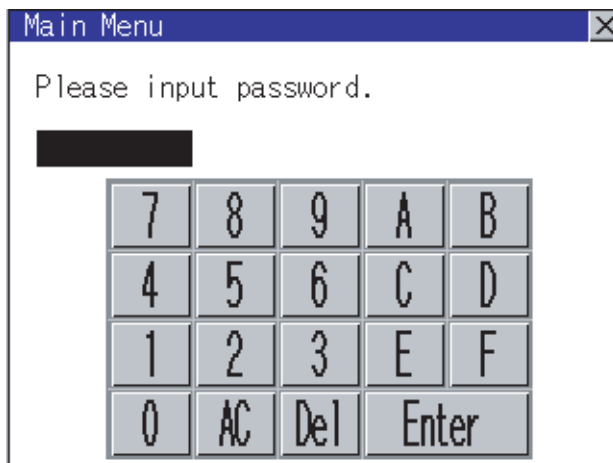 Main Menu ×
Please input password.
7 8 9 A B
4 5 6 C D
1 2 3 E F
0 AC Del Enter